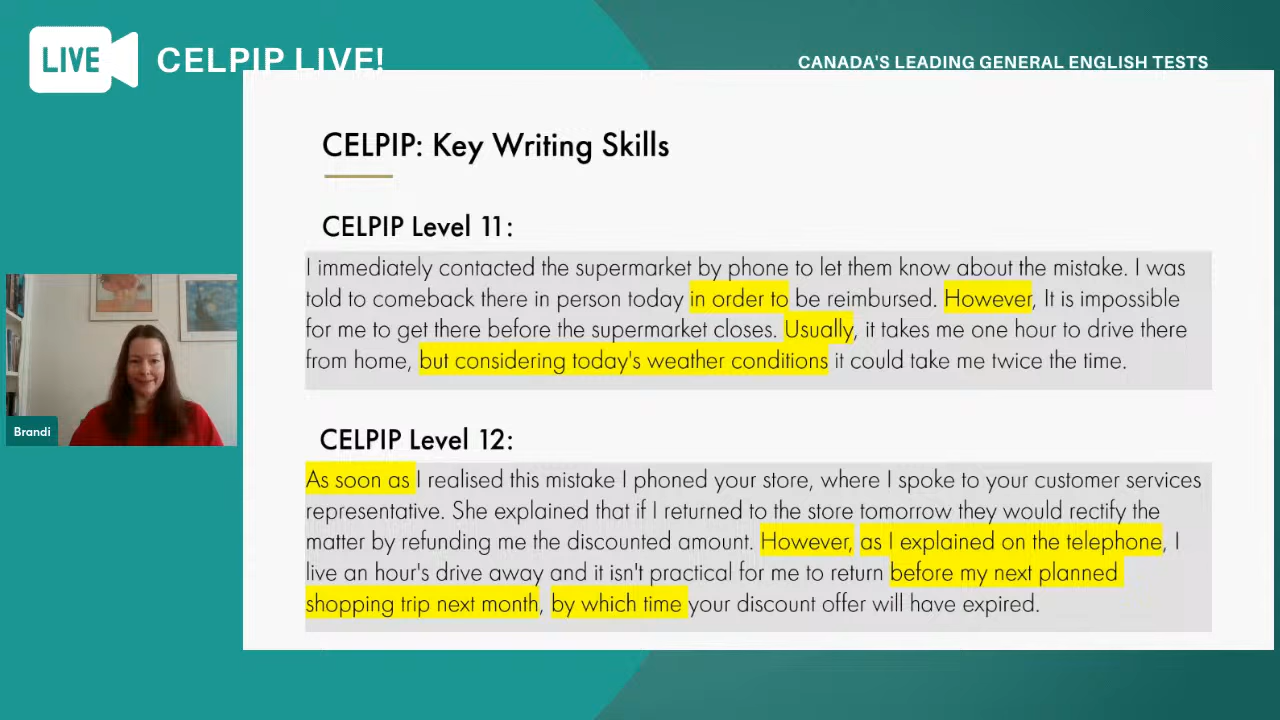 LIVE
CELPIP LIVE!
CANADA'S LEADING GENERAL ENGLISH TESTS
CELPIP: Key Writing Skills
CELPIP Level 11:
I immediately contacted the supermarket by phone to let them know about the mistake. I was
told to comeback there in person today in order to be reimbursed. However, It is impossible
for me to get there before the supermarket closes. Usually, it takes me one hour to drive there
from home, but considering today's weather conditions it could take me twice the time.
Brandi
CELPIP Level 12:
As soon as I realised this mistake I phoned your store, where I spoke to your customer services
representative. She explained that if I returned to the store tomorrow they would rectify the
matter by refunding me the discounted amount. However, as I explained on the telephone, I
live an hour's drive away and it isn't practical for me to return before my next planned
shopping trip next month, by which time your discount offer will have expired.